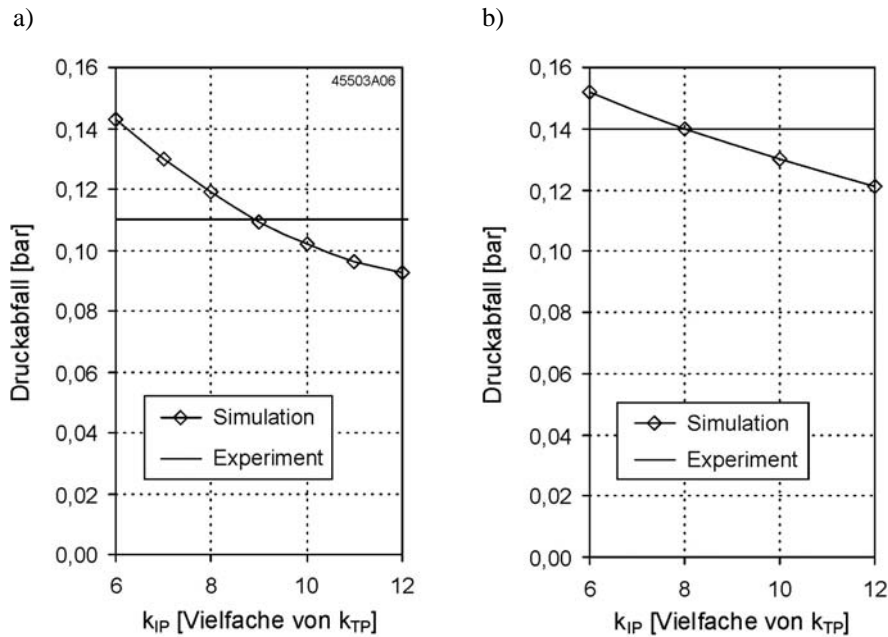 a)
0,16
0,14
0,12
0,10
0,08
0,06
0,04
0,02
0,00
Druckabfall [bar]
45503A06
Simulation
Experiment
6 8 10 12
k_IP [Vielfache von k_TP]
b)
0,16
0,14
0,12
0,10
0,08
0,06
0,04
0,02
0,00
Druckabfall [bar]
Simulation
Experiment
6 8 10 12
k_IP [Vielfache von k_TP]